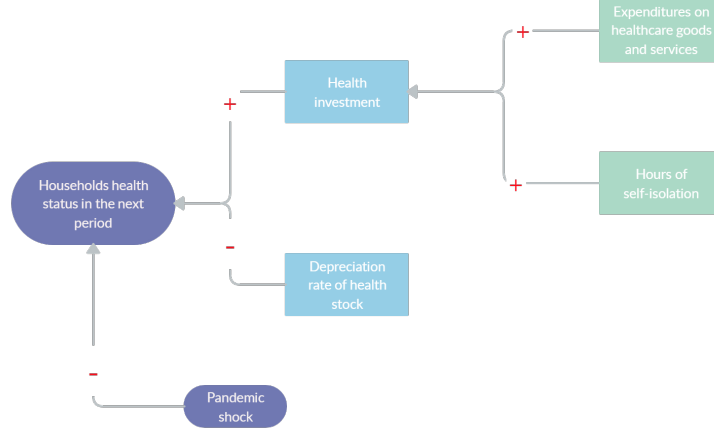 Expenditures on
healthcare goods
and services
+
Health
investment
+
Hours of
self-isolation
+
Households health
status in the next
period
-
Depreciation
rate of health
stock
-
Pandemic
shock